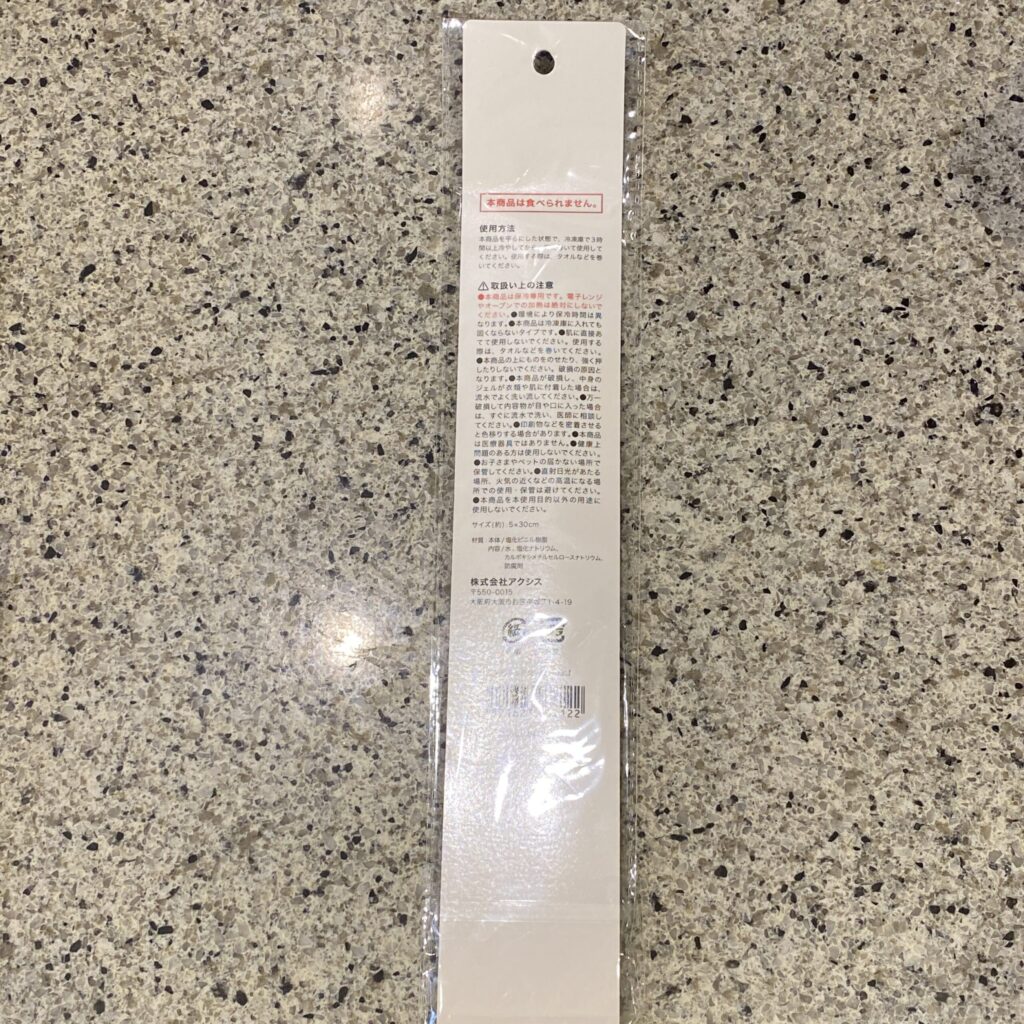 本商品は食べられません。
使用方法
本商品を平らにした状態で、冷凍庫で3時
間以上冷やしてから
いて使用して
ください。使用する際は、タオルなどを巻
いてください。
取扱い上の注意
●本商品は保冷専用です。電子レンジ
やオーブンでの加熱は絶対にしないで
ください。●環境により保冷時間は異
なります。●本商品は冷凍庫に入れても
固くならないタイプです。●肌に直接あ
てて使用しないでください。使用する
際は、タオルなどを巻いてください。
●本商品の上にものをのせたり、強く押
したりしないでください。破損の原因と
なります。●本商品が破損し、中身の
ジェルが衣類や肌に付着した場合は、
流水でよく洗い流してください。●万一
破損して内容物が目や口に入った場合
は、すぐに流水で洗い、医師に相談し
てください。●印刷物などを密着させる
と色移りする場合があります。●本商品
は医療器具ではありません。●健康上
問題のある方は使用しないでください。
●お子さまやペットの届かない場所で
保管してください。●直射日光があたる
場所、火気の近くなどの高温になる場
所での使用・保管は避けてください。
●本商品を本使用目的以外の用途に
使用しないでください。
サイズ(約):5×30cm
材質:本体/塩化ビニル樹脂
内容/水、塩化ナトリウム、
カルボキシメチルセルロースナトリウム、
防腐剤
株式会社アクシス
〒550-0015
大阪府大阪市
1-4-19
紙
122